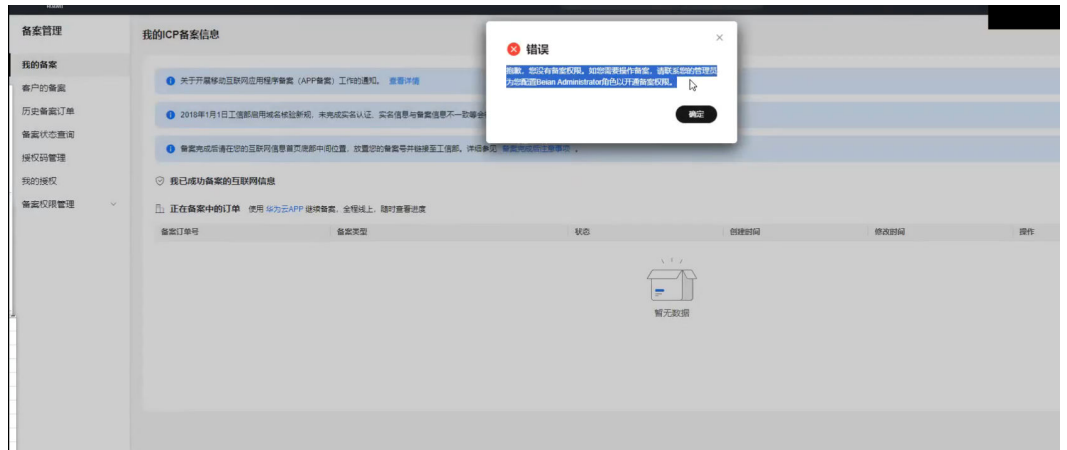 备案管理
我的备案
客户的备案
历史备案订单
备案状态查询
授权码管理
我的授权
备案权限管理
我的ICP备案信息
错误
抱歉，您没有备案权限，如您需要操作备案，请联系您的管理员
为您配置Beian Administrator角色以开通备案权限。
确定
关于开展移动互联网应用程序备案（APP备案）工作的通知。 查看详情
2018年1月1日工信部启用域名核验新规，未完成实名认证、实名信息与备案信息不一致等会
备案完成后请在您的互联网信息首页底部中间位置，放置您的备案号并链接至工信部。详细参见 备案完成后注意事项 。
我已成功备案的互联网信息
正在备案中的订单 使用 华为云APP 继续备案，全程线上，随时查看进度
备案订单号 备案类型 状态 创建时间 修改时间 操作
暂无数据